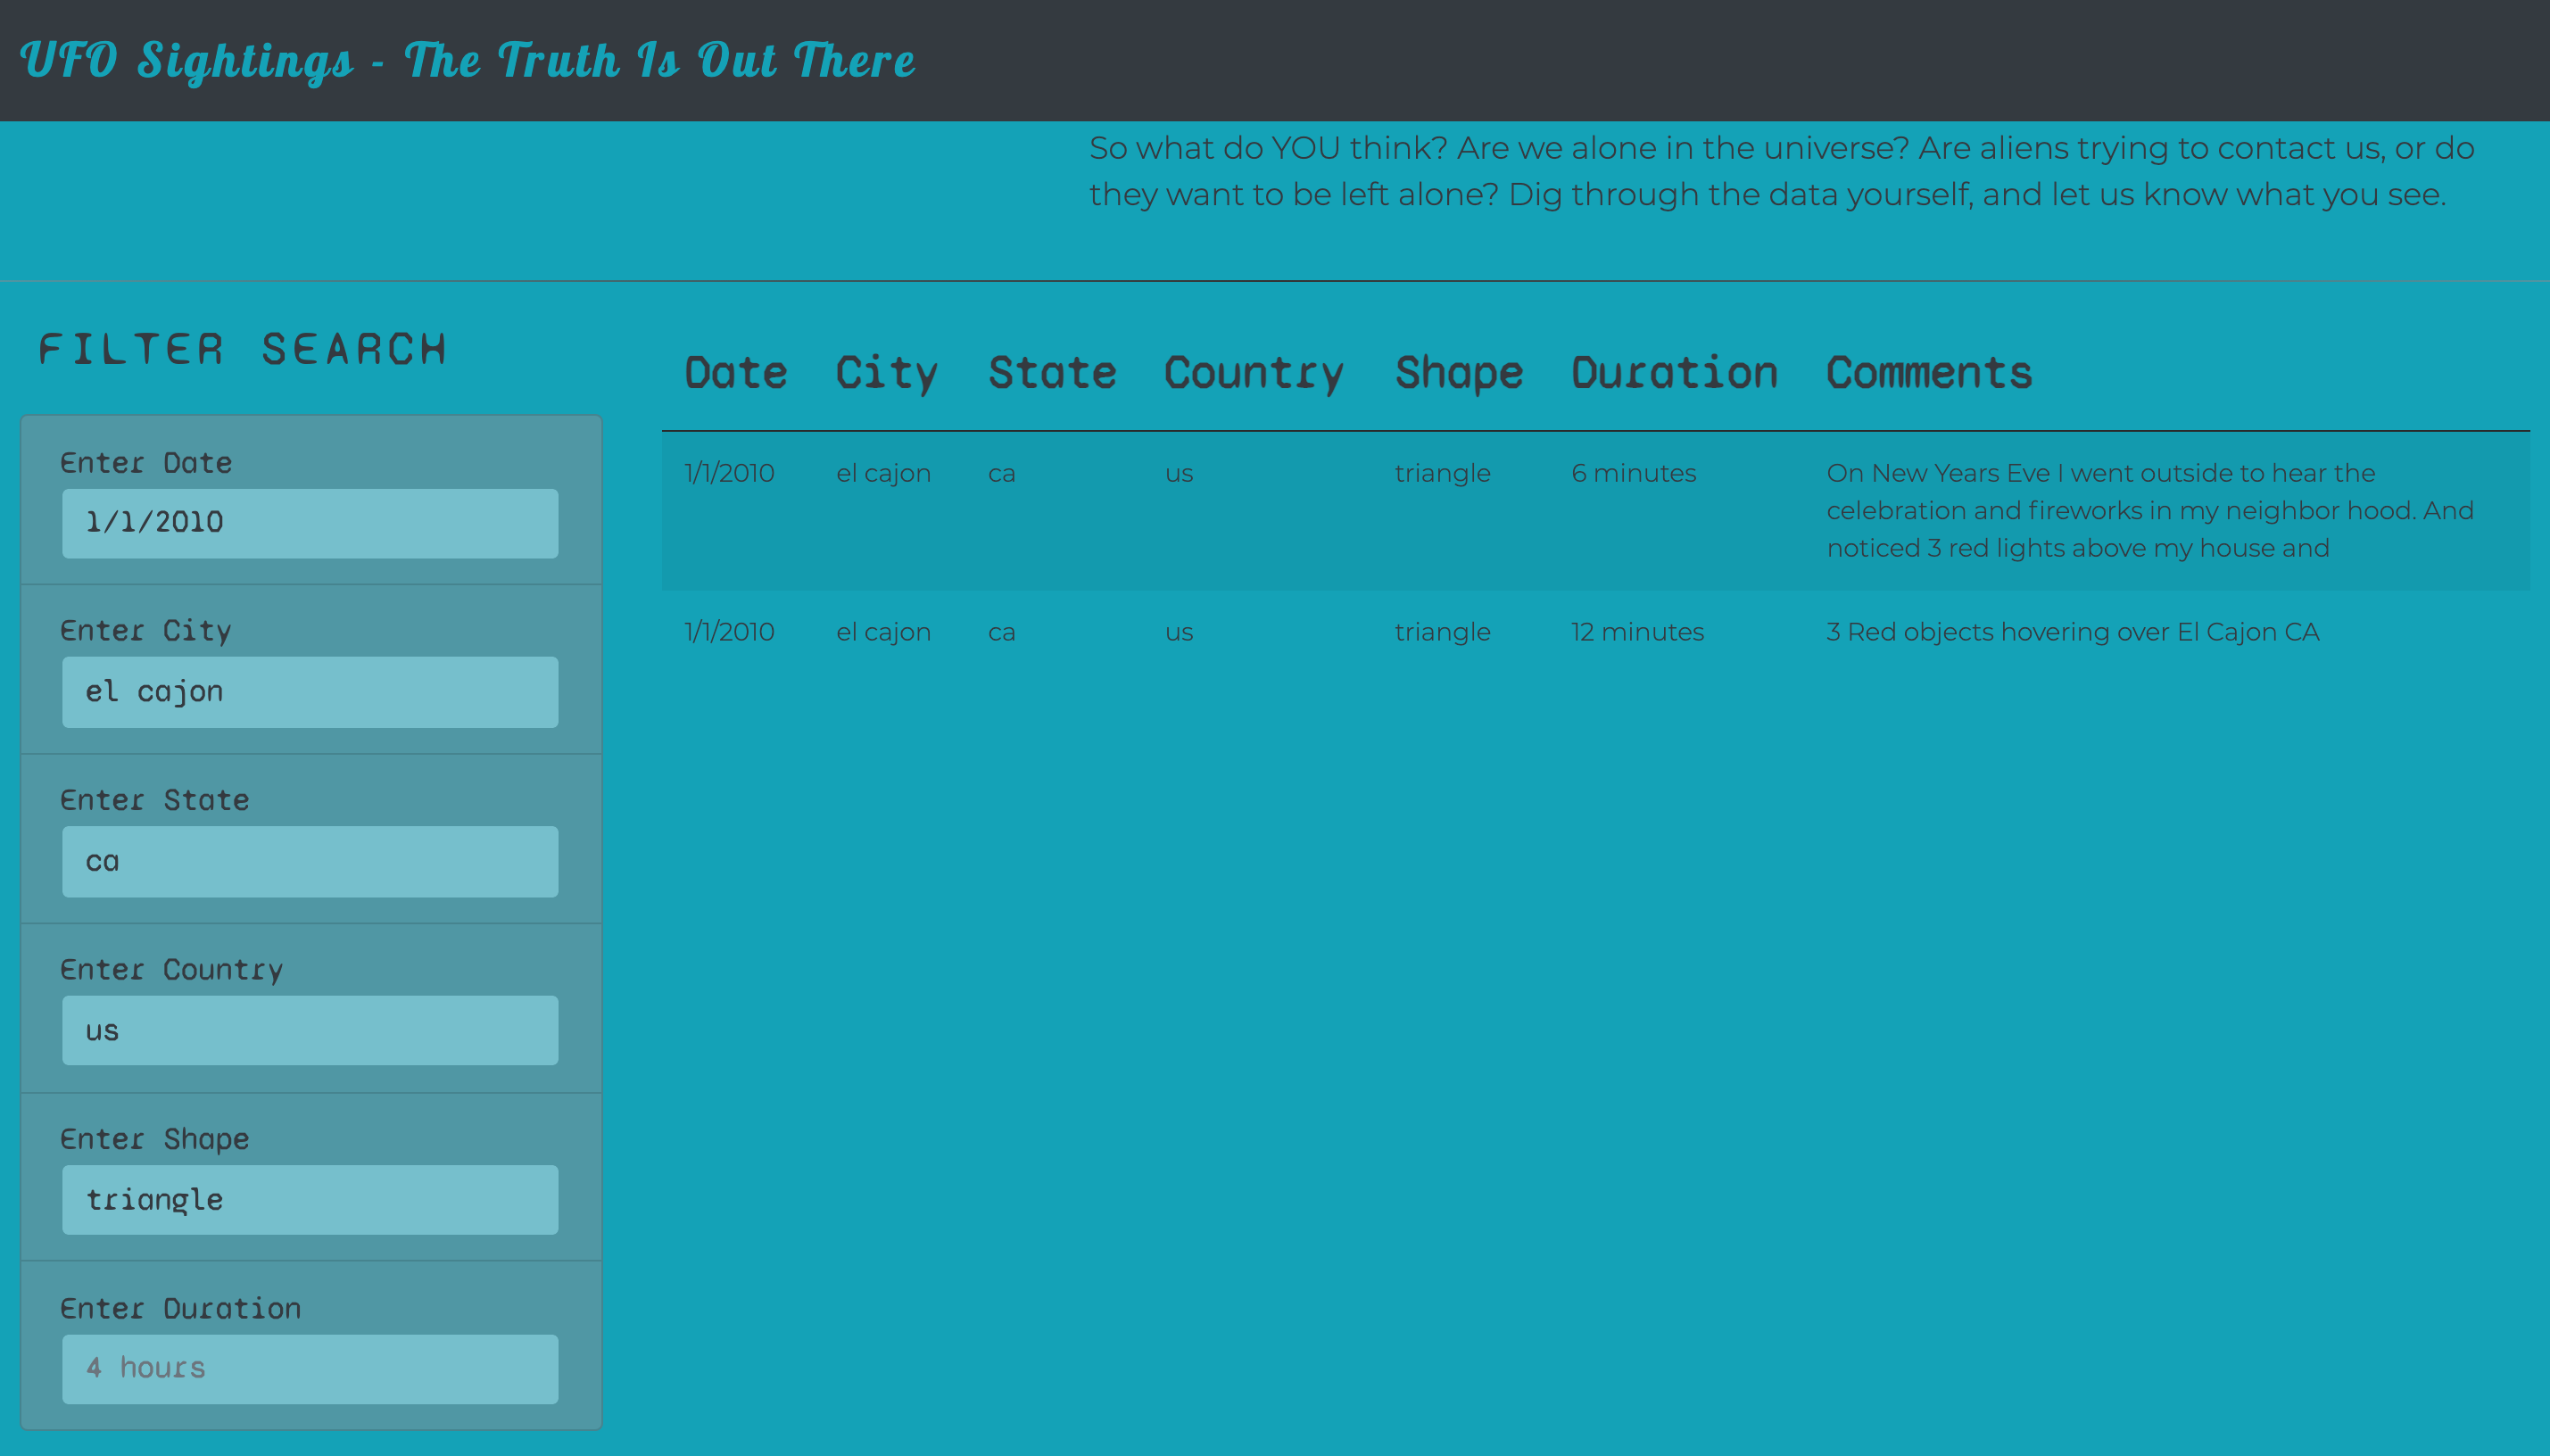 UFO Sightings - The Truth Is Out There
So what do YOU think? Are we alone in the universe? Are aliens trying to contact us, or do
they want to be left alone? Dig through the data yourself, and let us know what you see.
FILTER SEARCH
Enter Date
1/1/2010
Enter City
el cajon
Enter State
ca
Enter Country
us
Enter Shape
triangle
Enter Duration
4 hours
Date City State Country Shape Duration Comments
1/1/2010 el cajon ca us triangle 6 minutes On New Years Eve I went outside to hear the
celebration and fireworks in my neighbor hood. And
noticed 3 red lights above my house and
1/1/2010 el cajon ca us triangle 12 minutes 3 Red objects hovering over El Cajon CA